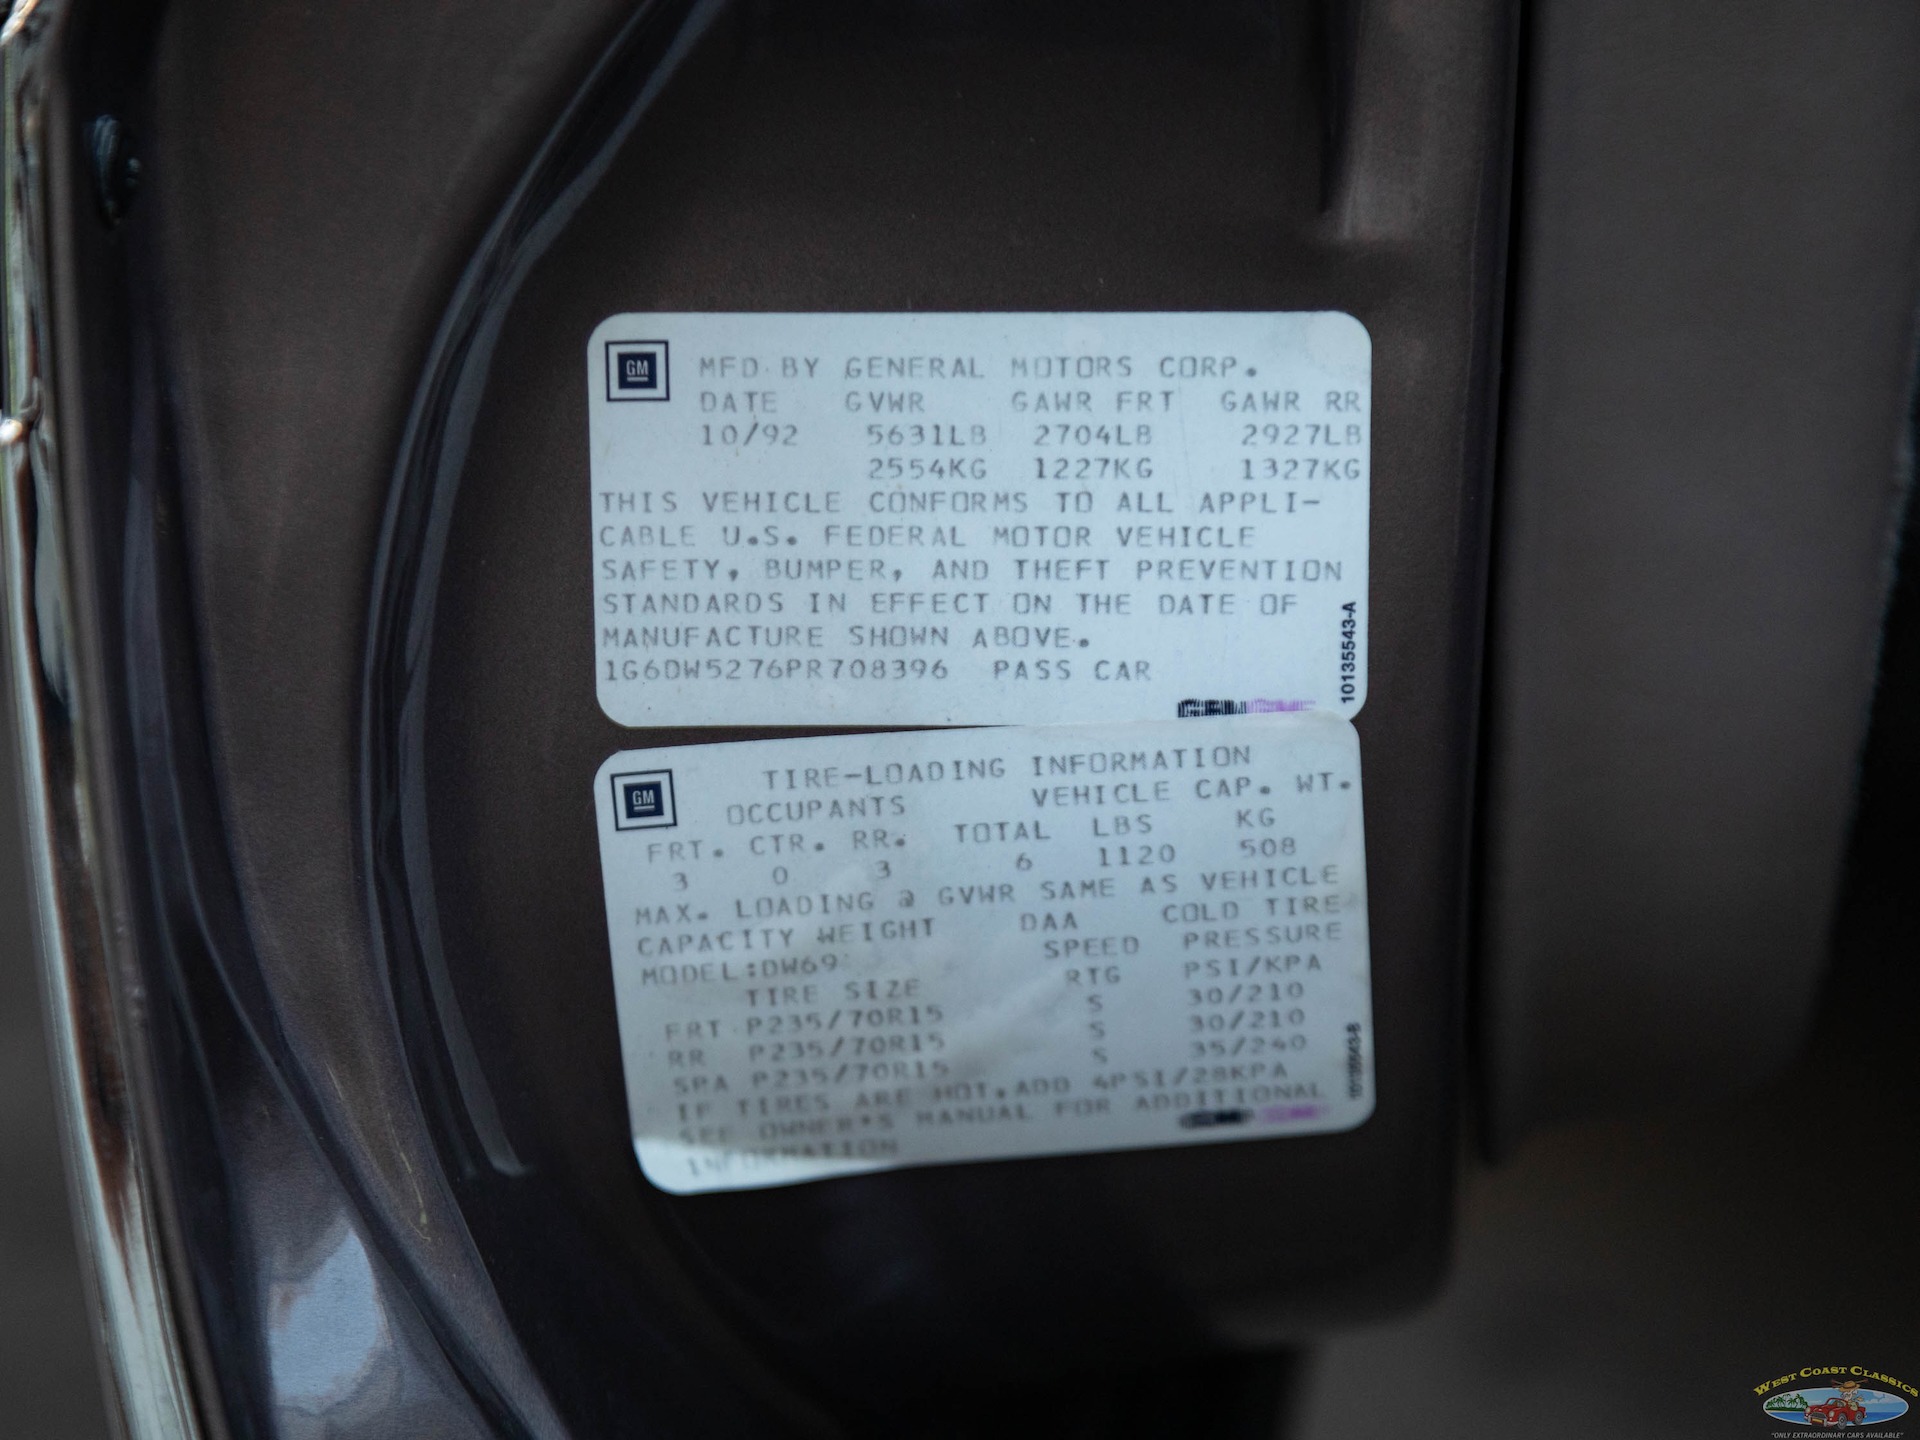 GM
MFD BY GENERAL MOTORS CORP.
DATE GVWR GAWR FRT GAWR RR
10/92 5631LB 2704LB 2927LB
2554KG 1227KG 1327KG
THIS VEHICLE CONFORMS TO ALL APPLI-
CABLE U.S. FEDERAL MOTOR VEHICLE
SAFETY, BUMPER, AND THEFT PREVENTION
STANDARDS IN EFFECT ON THE DATE OF
MANUFACTURE SHOWN ABOVE.
1G6DW5276PR708396 PASS CAR
10135543-A
GM
TIRE-LOADING INFORMATION
OCCUPANTS VEHICLE CAP. WT.
FRT. CTR. RR. TOTAL LBS KG
3 0 3 6 1120 508
MAX. LOADING @ GVWR SAME AS VEHICLE
CAPACITY WEIGHT DAA COLD TIRE
MODEL:DW69 SPEED PRESSURE
TIRE SIZE RTG PSI/KPA
FRT P235/70R15 S 30/210
RR P235/70R15 S 30/210
SPA P235/70R15 S 35/240
IF TIRES ARE HOT, ADD 4PSI/28KPA
SEE OWNER'S MANUAL FOR ADDITIONAL
INFORMATION
WEST COAST CLASSICS
"ONLY EXTRAORDINARY CARS AVAILABLE"